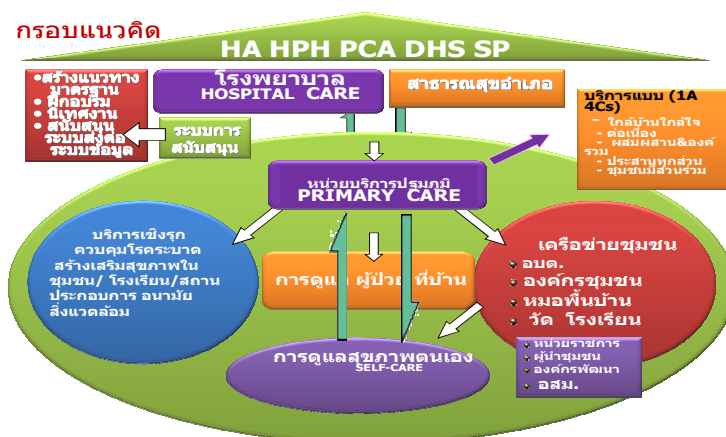 กรอบแนวคิด
HA HPH PCA DHS SP
•สร้างแนวทาง
มาตรฐาน
• ฝึกอบรม
• นิเทศงาน
• สนับสนุน
ระบบส่งต่อ
ระบบข้อมูล
โรงพยาบาล
HOSPITAL CARE
สาธารณสุขอำเภอ
บริการแบบ (1A
4Cs)
- ใกล้บ้านใกล้ใจ
- ต่อเนื่อง
- ผสมผสาน&องค์
รวม
- ประสานทุกส่วน
- ชุมชนมีส่วนร่วม
ระบบการ
สนับสนุน
หน่วยบริการปฐมภูมิ
PRIMARY CARE
บริการเชิงรุก
ควบคุมโรคระบาด
สร้างเสริมสุขภาพใน
ชุมชน/ โรงเรียน/สถาน
ประกอบการ อนามัย
สิ่งแวดล้อม
การดูแล ผู้ป่วย ที่บ้าน
เครือข่ายชุมชน
อบต.
องค์กรชุมชน
หมอพื้นบ้าน
วัด โรงเรียน
หน่วยราชการ
ผู้นำชุมชน
องค์กรพัฒนา
อสม.
การดูแลสุขภาพตนเอง
SELF-CARE